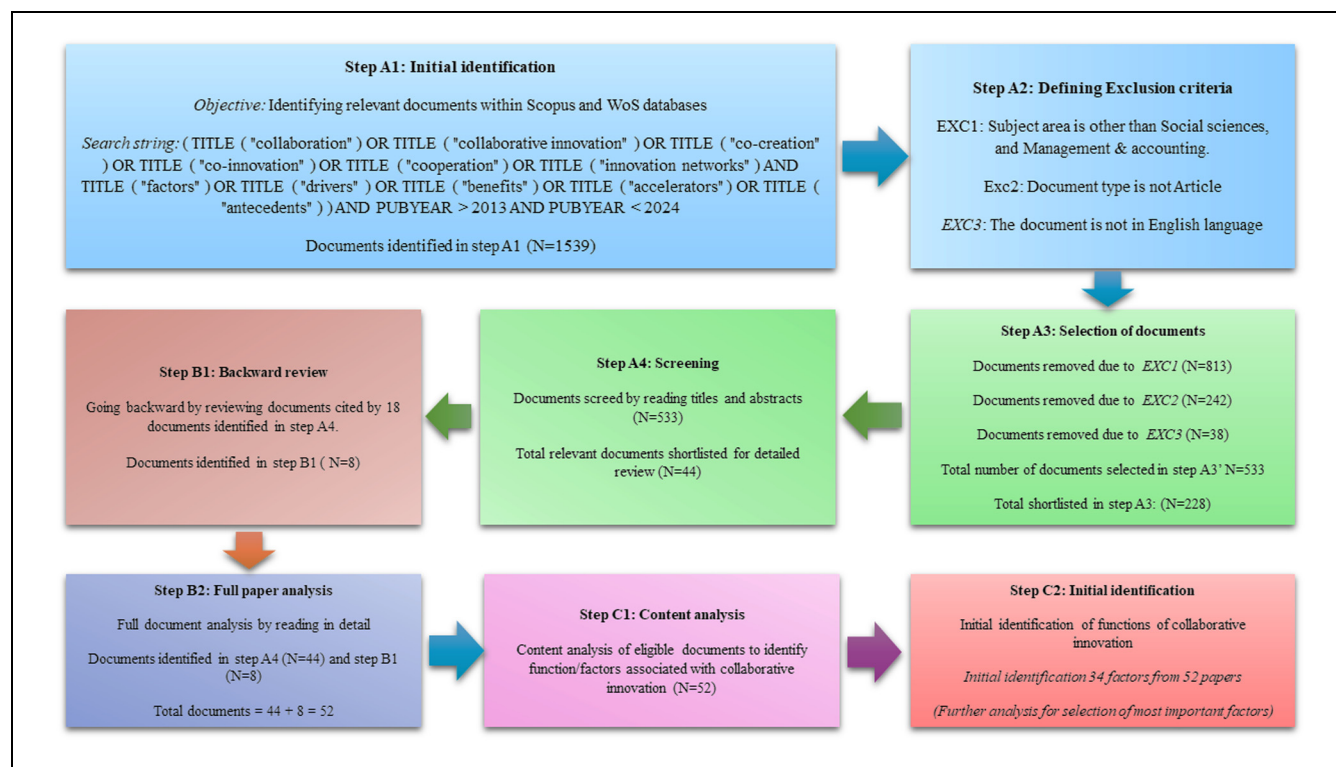 Step A1: Initial identification
Objective: Identifying relevant documents within Scopus and WoS databases
Search string: ( TITLE ( "collaboration" ) OR TITLE ( "collaborative innovation" ) OR TITLE ( "co-creation"
) OR TITLE ( "co-innovation" ) OR TITLE ( "cooperation" ) OR TITLE ( "innovation networks" ) AND
TITLE ( "factors" ) OR TITLE ( "drivers" ) OR TITLE ( "benefits" ) OR TITLE ( "accelerators" ) OR TITLE (
"antecedents" ) ) AND PUBYEAR > 2013 AND PUBYEAR < 2024
Documents identified in step A1 (N=1539)
Step A2: Defining Exclusion criteria
EXC1: Subject area is other than Social sciences,
and Management & accounting.
Exc2: Document type is not Article
EXC3: The document is not in English language
Step A3: Selection of documents
Documents removed due to EXC1 (N=813)
Documents removed due to EXC2 (N=242)
Documents removed due to EXC3 (N=38)
Total number of documents selected in step A3' N=533
Total shortlisted in step A3: (N=228)
Step A4: Screening
Documents screed by reading titles and abstracts
(N=533)
Total relevant documents shortlisted for detailed
review (N=44)
Step B1: Backward review
Going backward by reviewing documents cited by 18
documents identified in step A4.
Documents identified in step B1 ( N=8)
Step B2: Full paper analysis
Full document analysis by reading in detail
Documents identified in step A4 (N=44) and step B1
(N=8)
Total documents = 44 + 8 = 52
Step C1: Content analysis
Content analysis of eligible documents to identify
function/factors associated with collaborative
innovation (N=52)
Step C2: Initial identification
Initial identification of functions of collaborative
innovation
Initial identification 34 factors from 52 papers
(Further analysis for selection of most important factors)